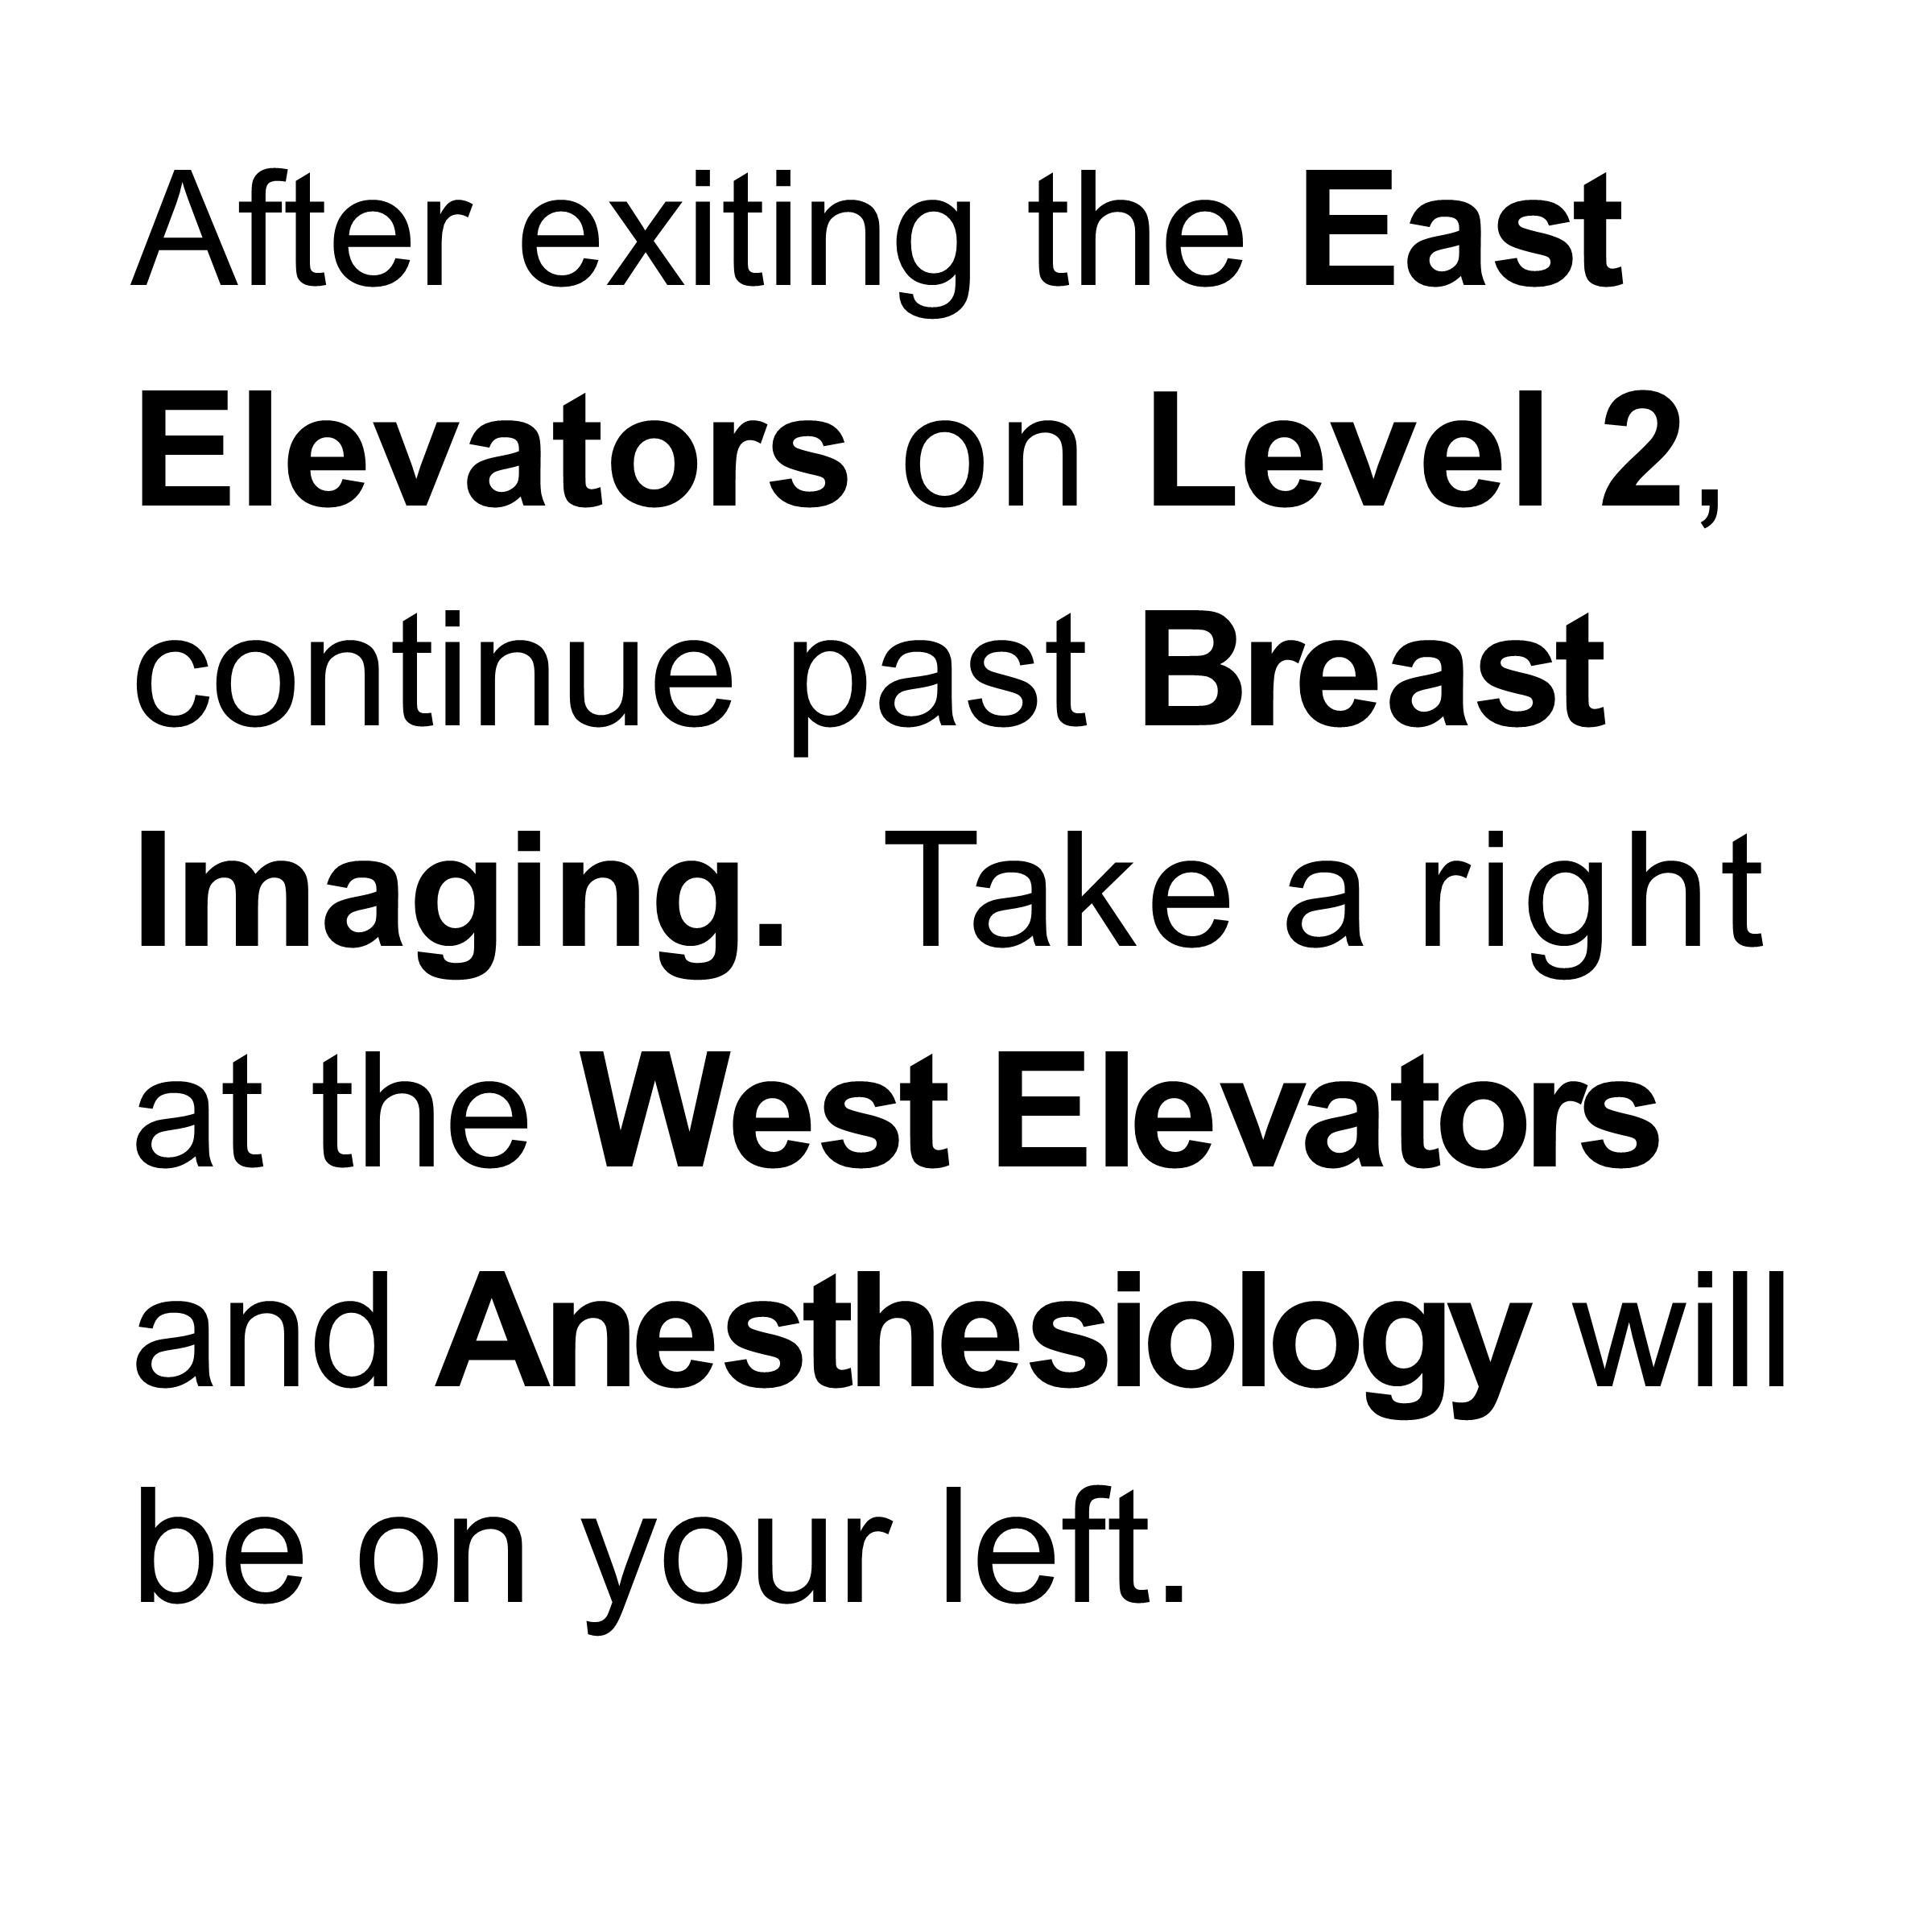 After exiting the East
Elevators on Level 2,
continue past Breast
Imaging.  Take a right
at the West Elevators
and Anesthesiology will
be on your left.